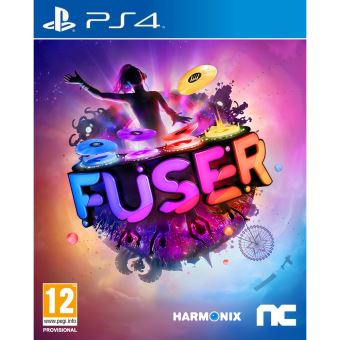 PS4
FUSER
12
www.pegi.info
PROVISIONAL
HARMONIX
NC